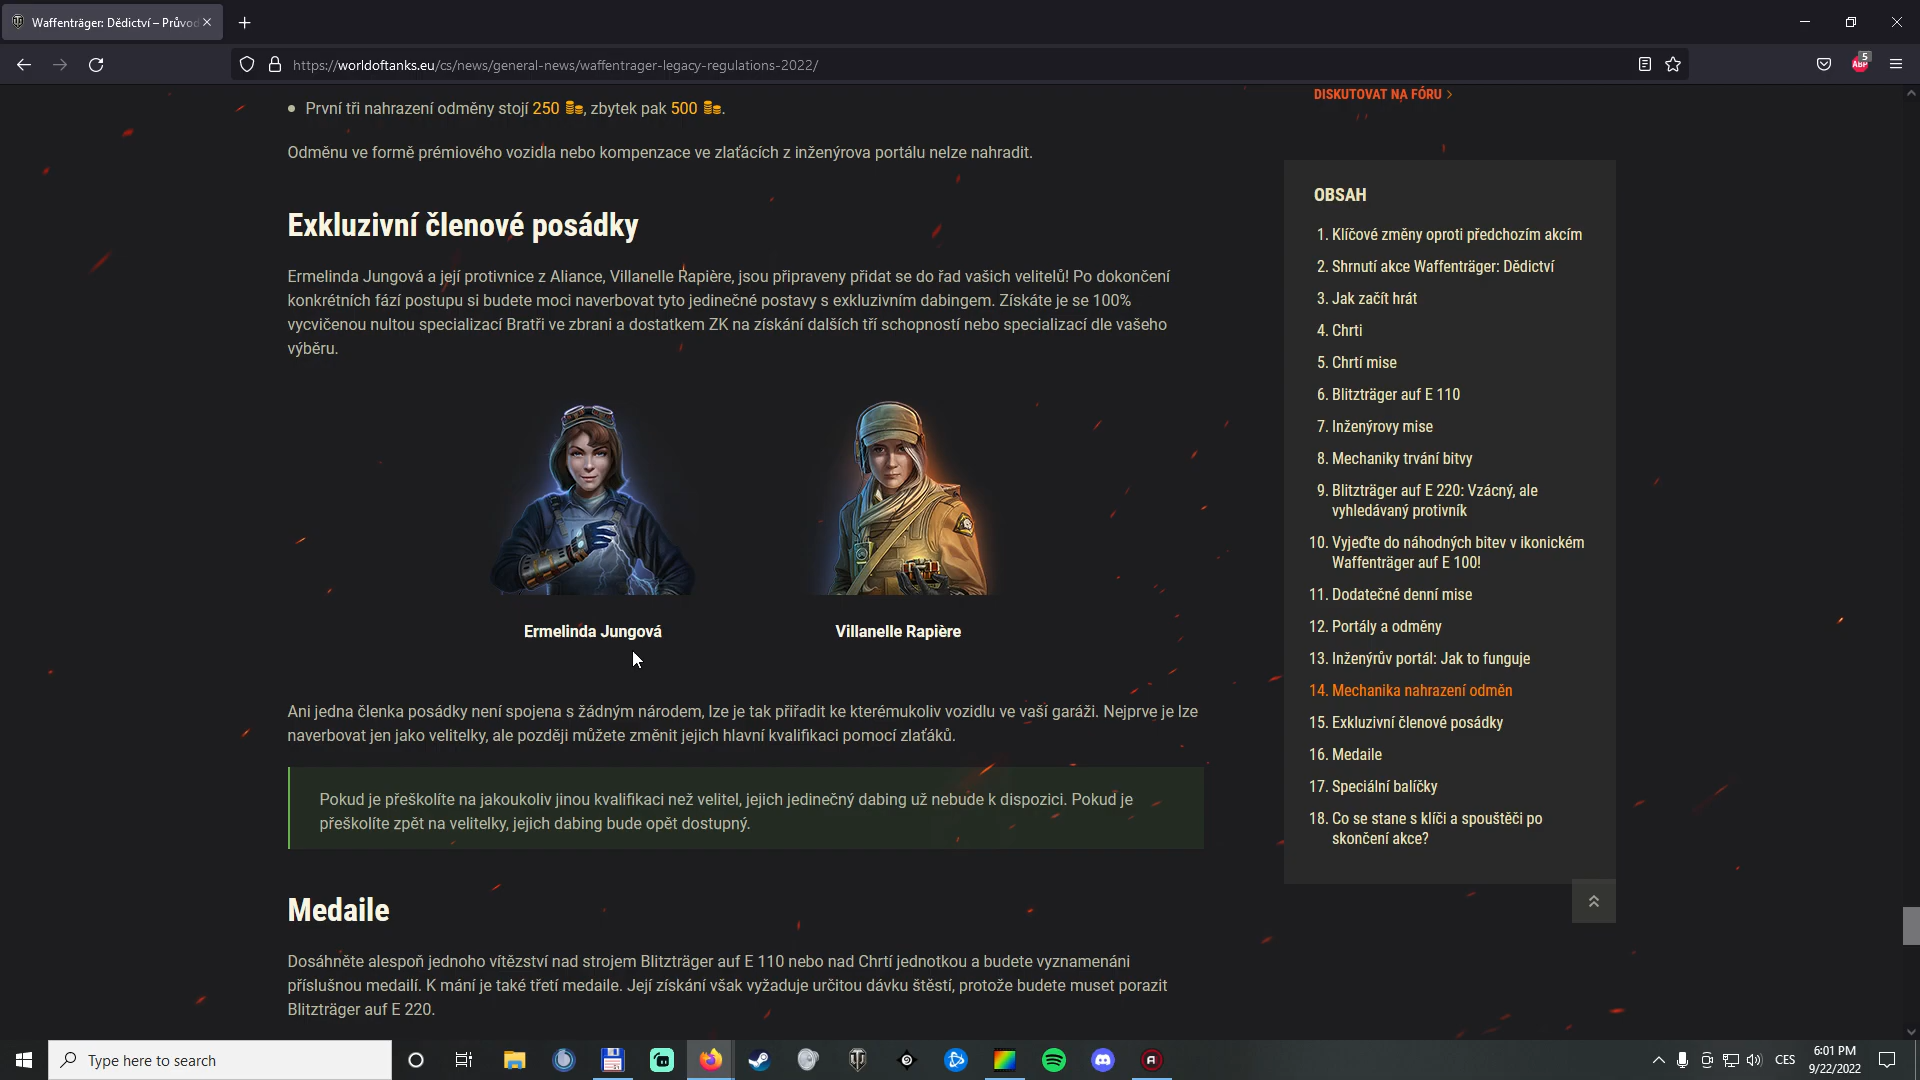 Waffenträger: Dědictví – Průvod
https://worldoftanks.eu/cs/news/general-news/waffentrager-legacy-regulations-2022/
5
ABP
První tři nahrazení odměny stojí 250, zbytek pak 500.
Odměnu ve formě prémiového vozidla nebo kompenzace ve zlaťácích z inženýrova portálu nelze nahradit.
Exkluzivní členové posádky
Ermelinda Jungová a její protivnice z Aliance, Villanelle Rapière, jsou připraveny přidat se do řad vašich velitelů! Po dokončení
konkrétních fází postupu si budete moci naverbovat tyto jedinečné postavy s exkluzivním dabingem. Získáte je se 100%
vycvičenou nultou specializací Bratři ve zbrani a dostatkem ZK na získání dalších tří schopností nebo specializací dle vašeho
výběru.
Ermelinda Jungová
Villanelle Rapière
Ani jedna členka posádky není spojena s žádným národem, lze je tak přiřadit ke kterémukoliv vozidlu ve vaší garáži. Nejprve je lze
naverbovat jen jako velitelky, ale později můžete změnit jejich hlavní kvalifikaci pomocí zlaťáků.
Pokud je přeškolíte na jakoukoliv jinou kvalifikaci než velitel, jejich jedinečný dabing už nebude k dispozici. Pokud je
přeškolíte zpět na velitelky, jejich dabing bude opět dostupný.
Medaile
Dosáhněte alespoň jednoho vítězství nad strojem Blitzträger auf E 110 nebo nad Chrtí jednotkou a budete vyznamenáni
příslušnou medailí. K mání je také třetí medaile. Její získání však vyžaduje určitou dávku štěstí, protože budete muset porazit
Blitzträger auf E 220.
DISKUTOVAT NA FÓRU
OBSAH
1. Klíčové změny oproti předchozím akcím
2. Shrnutí akce Waffenträger: Dědictví
3. Jak začít hrát
4. Chrti
5. Chrtí mise
6. Blitzträger auf E 110
7. Inženýrovy mise
8. Mechaniky trvání bitvy
9. Blitzträger auf E 220: Vzácný, ale
vyhledávaný protivník
10. Vyjeďte do náhodných bitev v ikonickém
Waffenträger auf E 100!
11. Dodatečné denní mise
12. Portály a odměny
13. Inženýrův portál: Jak to funguje
14. Mechanika nahrazení odměn
15. Exkluzivní členové posádky
16. Medaile
17. Speciální balíčky
18. Co se stane s klíči a spouštěči po
skončení akce?
Type here to search
CES
6:01 PM
9/22/2022